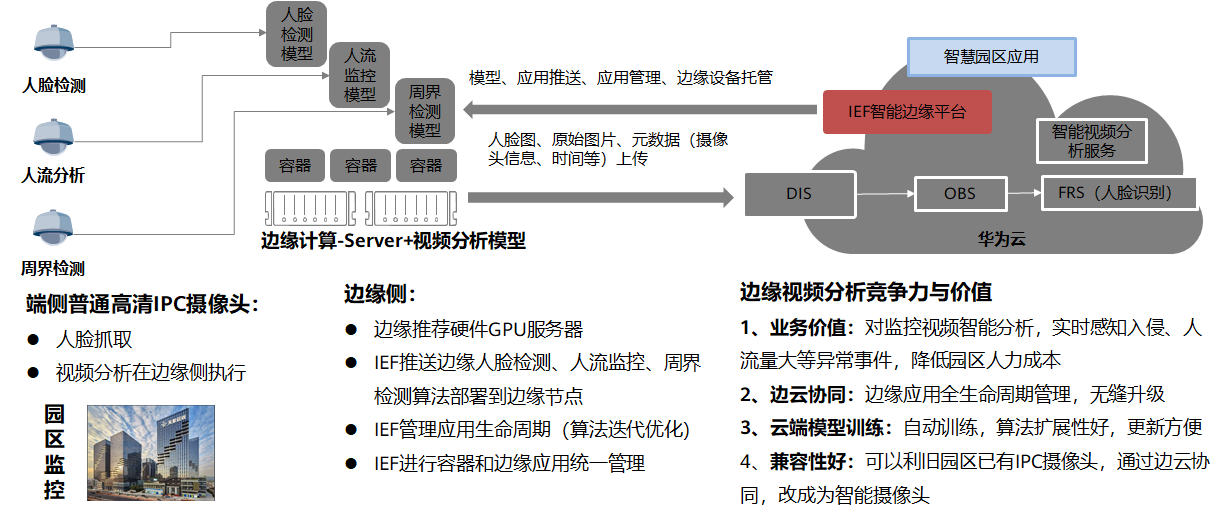 人脸检测
人流分析
周界检测
人脸
检测
模型
人流
监控
模型
周界
检测
模型
容器
容器
容器
边缘计算-Server+视频分析模型
模型、应用推送、应用管理、边缘设备托管
人脸图、原始图片、元数据（摄像
头信息、时间等）上传
智慧园区应用
IEF智能边缘平台
智能视频分
析服务
DIS
OBS
FRS（人脸识别）
华为云
端侧普通高清IPC摄像头：
● 人脸抓取
● 视频分析在边缘侧执行
园
区
监
控
边缘侧：
● 边缘推荐硬件GPU服务器
● IEF推送边缘人脸检测、人流监控、周界
检测算法部署到边缘节点
● IEF管理应用生命周期（算法迭代优化）
● IEF进行容器和边缘应用统一管理
边缘视频分析竞争力与价值
1、业务价值：对监控视频智能分析，实时感知入侵、人
流量大等异常事件，降低园区人力成本
2、边云协同：边缘应用全生命周期管理，无缝升级
3、云端模型训练：自动训练，算法扩展性好，更新方便
4、兼容性好：可以利旧园区已有IPC摄像头，通过边云协
同，改成为智能摄像头